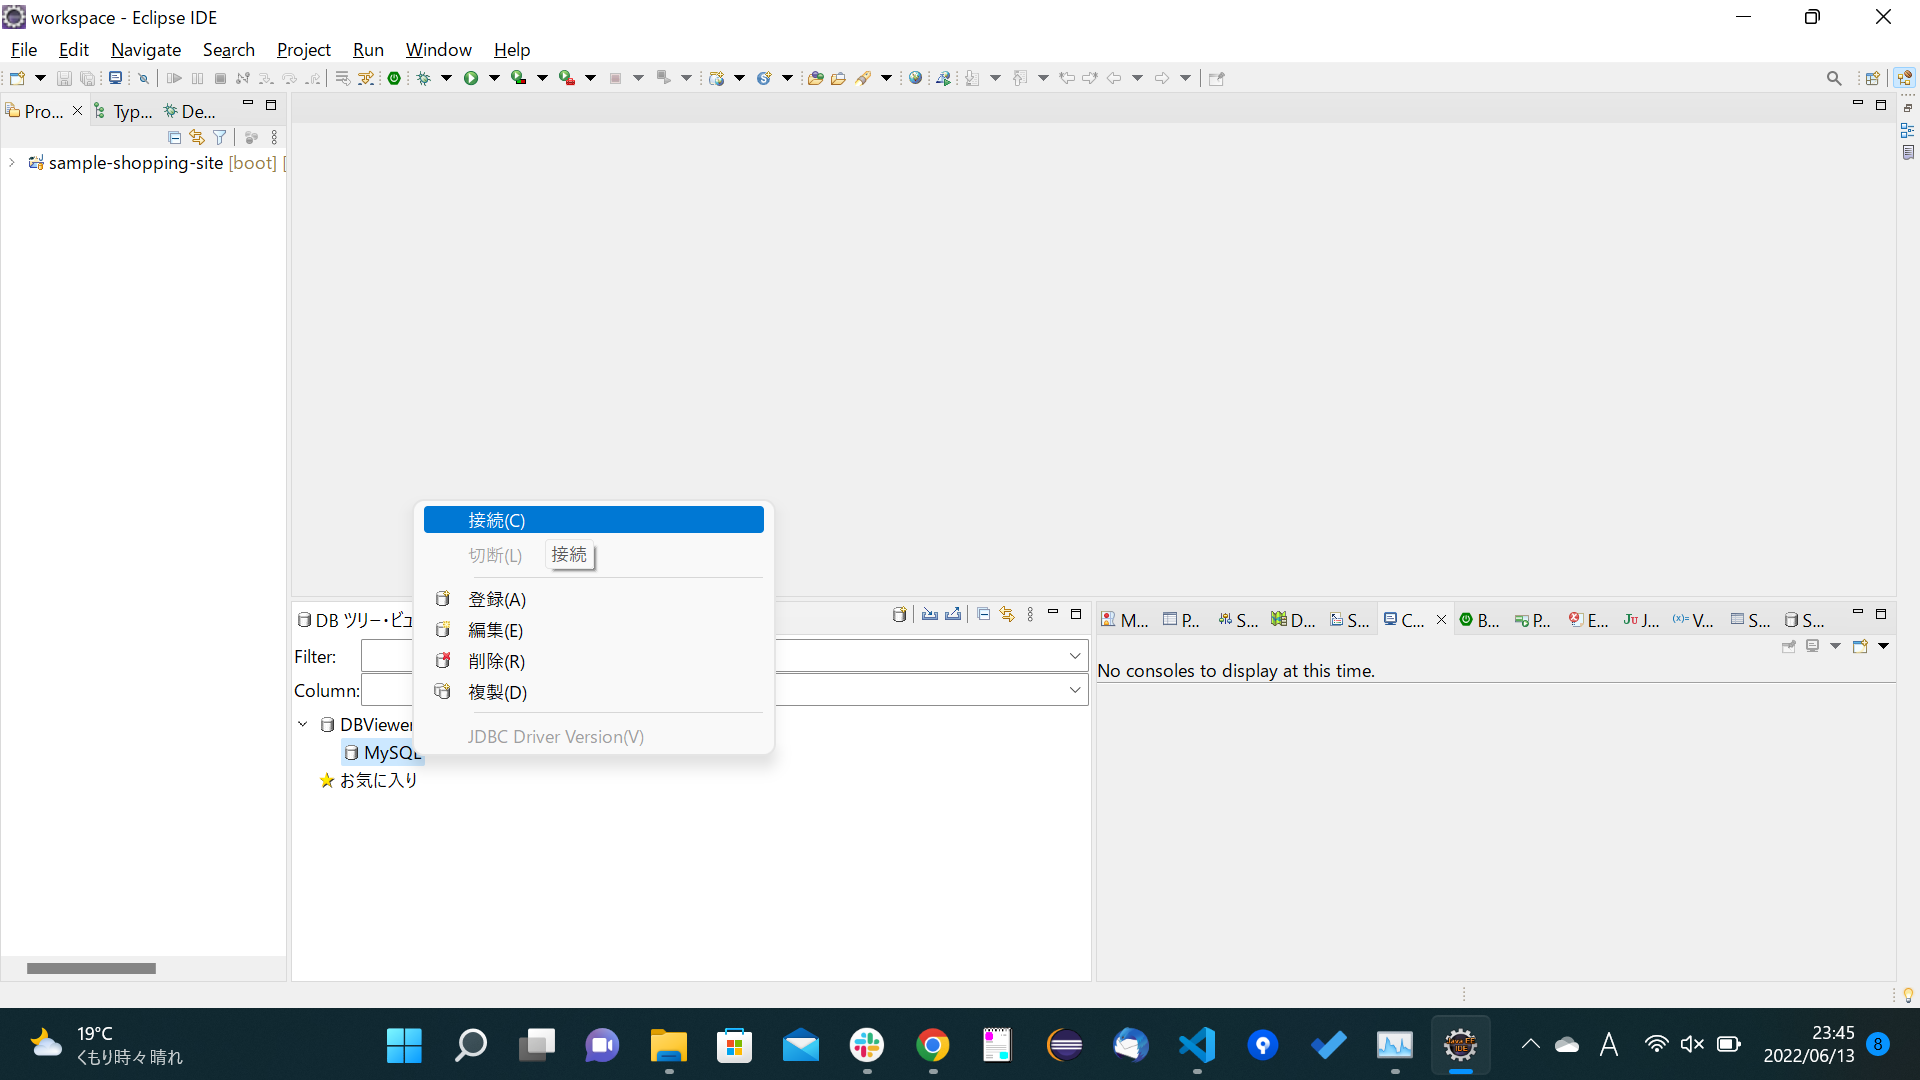 workspace - Eclipse IDE
File Edit Navigate Search Project Run Window Help
Pro... Typ... De...
sample-shopping-site [boot] [
接続(C)
切断(L)
接続
登録(A)
編集(E)
削除(R)
複製(D)
JDBC Driver Version(V)
DB ツリー・ビュ
Filter:
Column:
DBViewer
MySQL
お気に入り
M... P... S... D... S... C... B... P... E... J... V... S... S...
No consoles to display at this time.
19°C
くもり時々晴れ
Java EE
IDE
A
23:45
2022/06/13
8